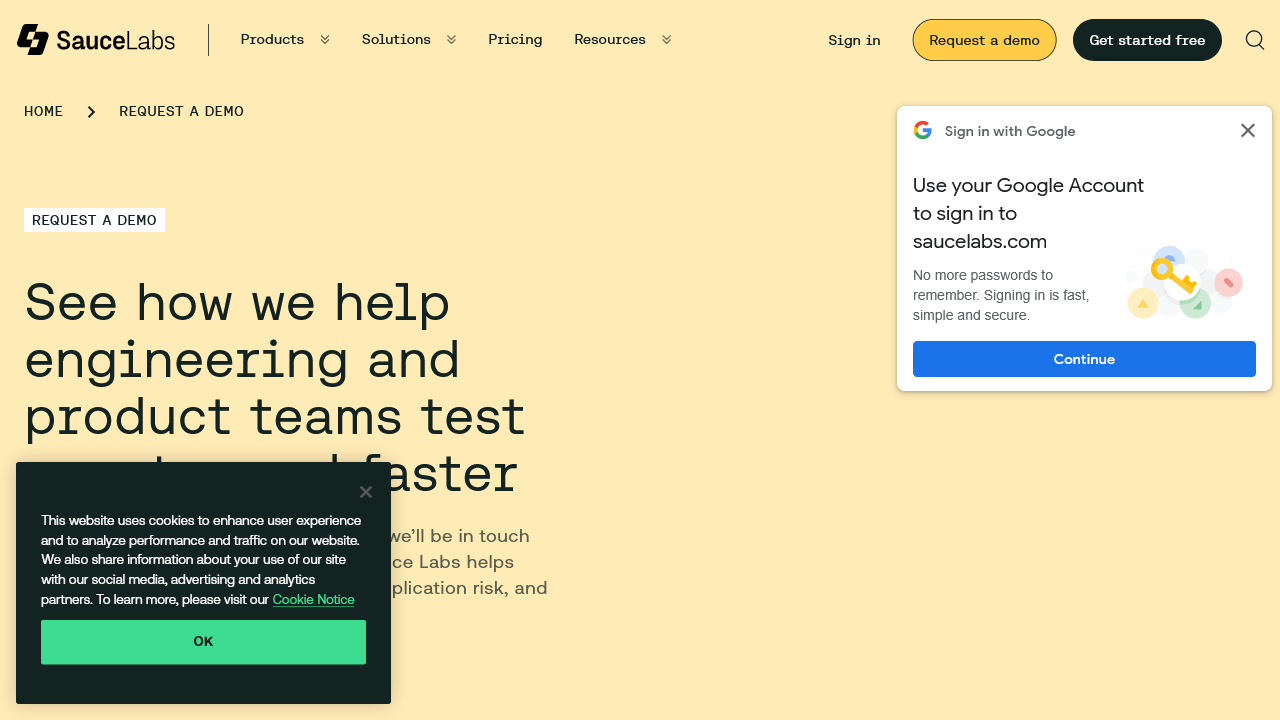 SauceLabs
Products
Solutions
Pricing
Resources
Sign in
Request a demo
Get started free
HOME
REQUEST A DEMO
REQUEST A DEMO
See how we help
engineering and
product teams test
faster
we'll be in touch
ce Labs helps
plication risk, and
Sign in with Google
Use your Google Account
to sign in to
saucelabs.com
No more passwords to
remember. Signing in is fast,
simple and secure.
Continue
This website uses cookies to enhance user experience
and to analyze performance and traffic on our website.
We also share information about your use of our site
with our social media, advertising and analytics
partners. To learn more, please visit our Cookie Notice
OK